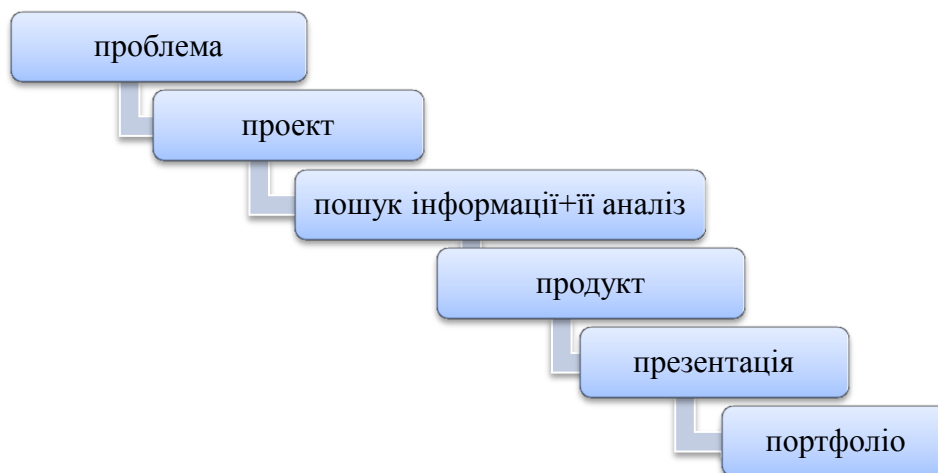 проблема
проект
пошук інформації+її аналіз
продукт
презентація
портфоліо